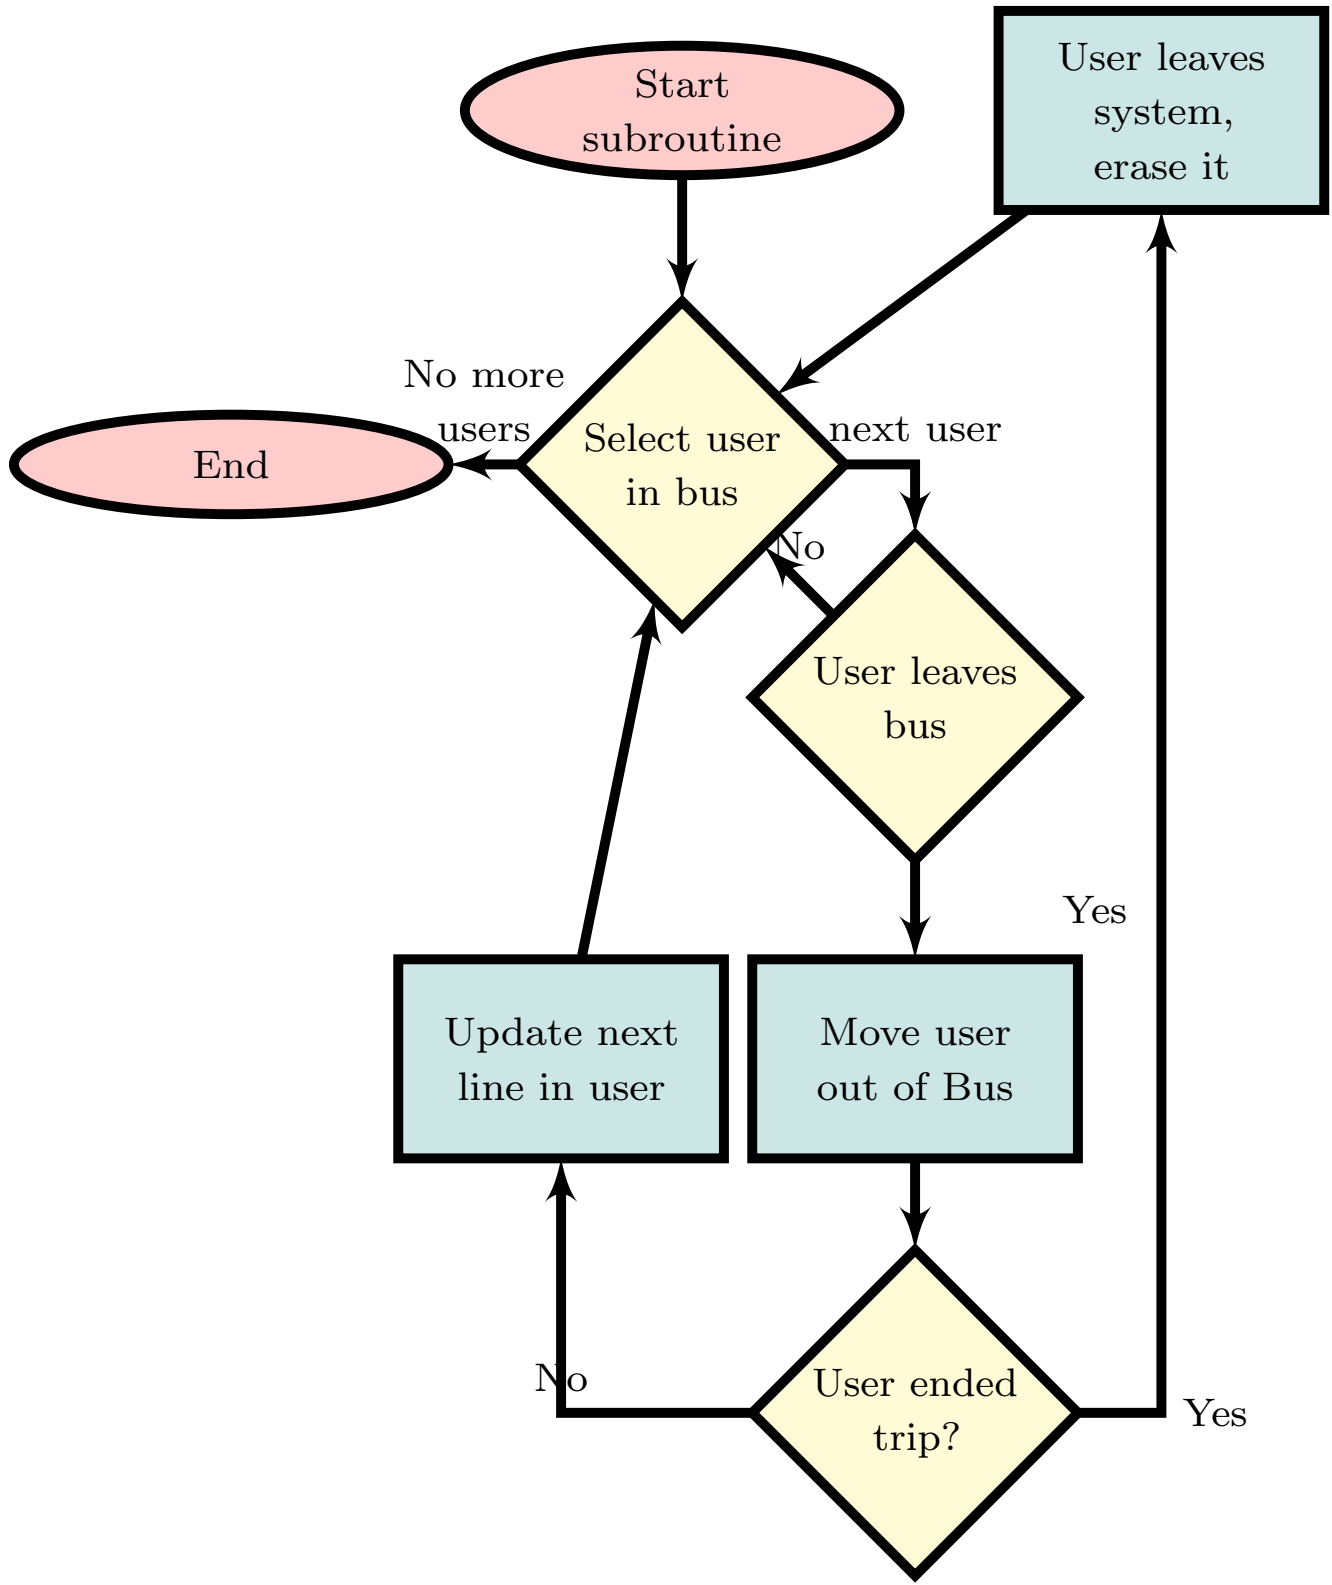 Start
subroutine
User leaves
system,
erase it
No more
users
End
Select user
in bus
next user
No
User leaves
bus
Yes
Update next
line in user
Move user
out of Bus
No
User ended
trip?
Yes